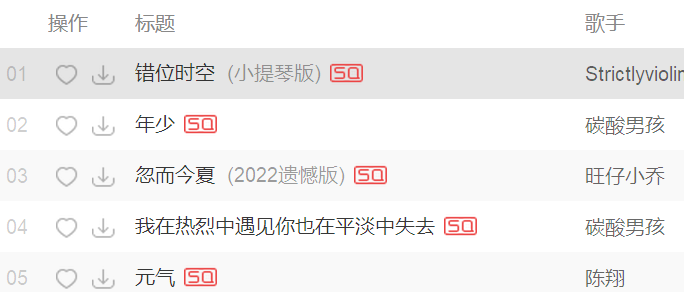 操作 标题 歌手
01 错位时空 (小提琴版) SQ
02 年少 SQ 碳酸男孩
03 忽而今夏 (2022遗憾版) SQ 旺仔小乔
04 我在热烈中遇见你也在平淡中失去 SQ 碳酸男孩
05 元气 SQ 陈翔